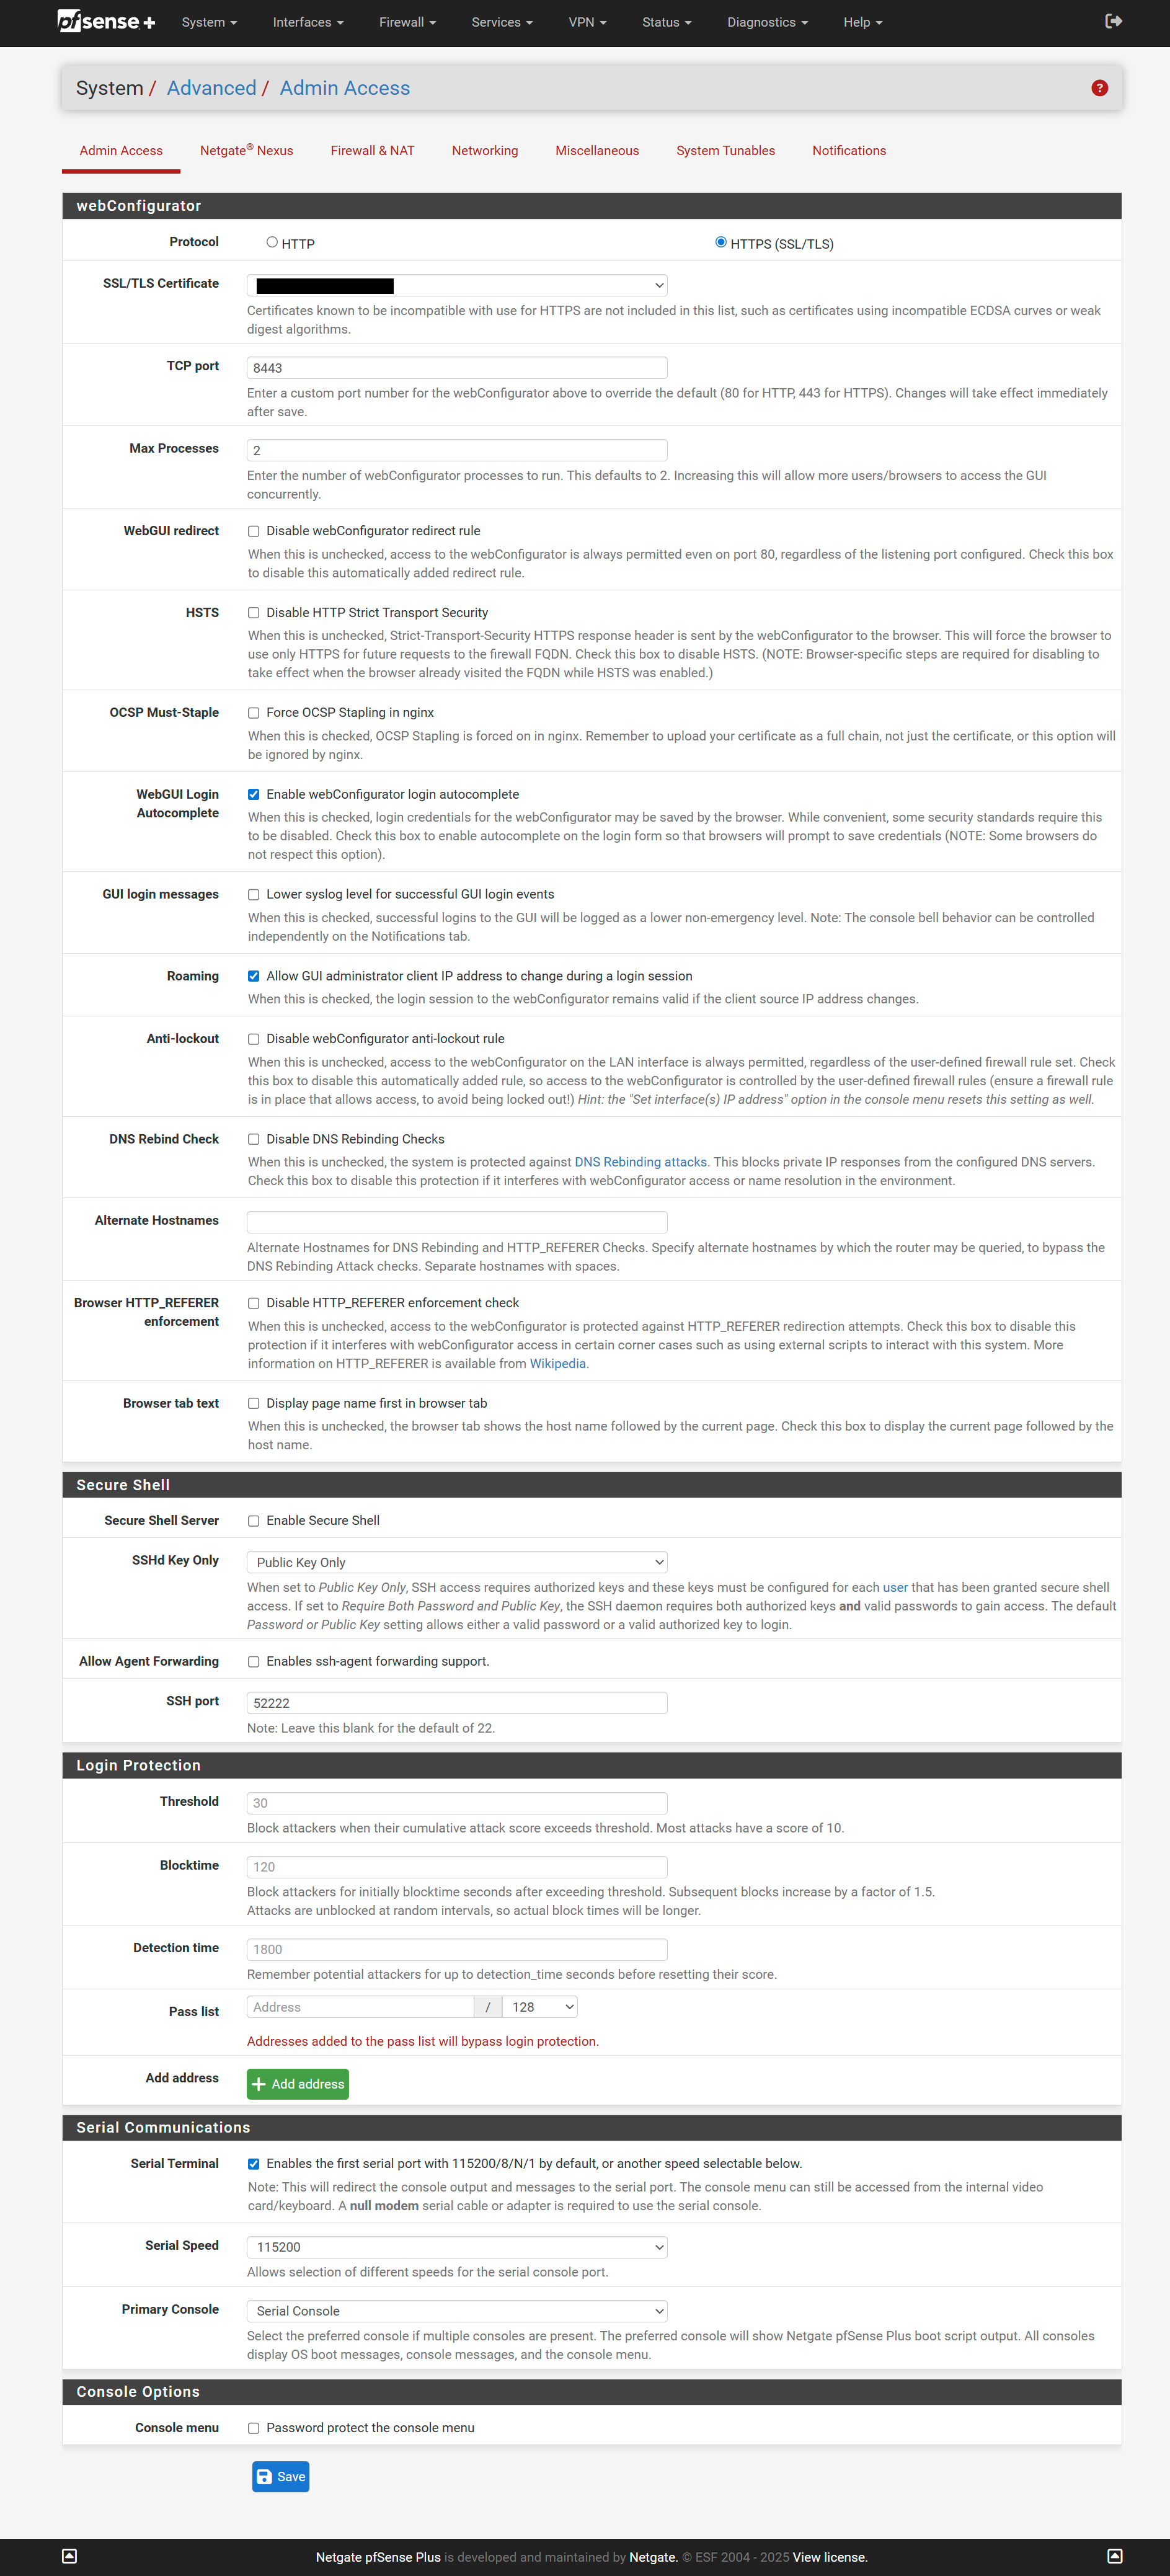 pfsense +
System
Interfaces
Firewall
Services
VPN
Status
Diagnostics
Help
System / Advanced / Admin Access
?
Admin Access
Netgate® Nexus
Firewall & NAT
Networking
Miscellaneous
System Tunables
Notifications
webConfigurator
Protocol
HTTP
HTTPS (SSL/TLS)
SSL/TLS Certificate
Certificates known to be incompatible with use for HTTPS are not included in this list, such as certificates using incompatible ECDSA curves or weak
digest algorithms.
TCP port
8443
Enter a custom port number for the webConfigurator above to override the default (80 for HTTP, 443 for HTTPS). Changes will take effect immediately
after save.
Max Processes
2
Enter the number of webConfigurator processes to run. This defaults to 2. Increasing this will allow more users/browsers to access the GUI
concurrently.
WebGUI redirect
Disable webConfigurator redirect rule
When this is unchecked, access to the webConfigurator is always permitted even on port 80, regardless of the listening port configured. Check this box
to disable this automatically added redirect rule.
HSTS
Disable HTTP Strict Transport Security
When this is unchecked, Strict-Transport-Security HTTPS response header is sent by the webConfigurator to the browser. This will force the browser to
use only HTTPS for future requests to the firewall FQDN. Check this box to disable HSTS. (NOTE: Browser-specific steps are required for disabling to
take effect when the browser already visited the FQDN while HSTS was enabled.)
OCSP Must-Staple
Force OCSP Stapling in nginx
When this is checked, OCSP Stapling is forced on in nginx. Remember to upload your certificate as a full chain, not just the certificate, or this option will
be ignored by nginx.
WebGUI Login
Autocomplete
Enable webConfigurator login autocomplete
When this is checked, login credentials for the webConfigurator may be saved by the browser. While convenient, some security standards require this
to be disabled. Check this box to enable autocomplete on the login form so that browsers will prompt to save credentials (NOTE: Some browsers do
not respect this option).
GUI login messages
Lower syslog level for successful GUI login events
When this is checked, successful logins to the GUI will be logged as a lower non-emergency level. Note: The console bell behavior can be controlled
independently on the Notifications tab.
Roaming
Allow GUI administrator client IP address to change during a login session
When this is checked, the login session to the webConfigurator remains valid if the client source IP address changes.
Anti-lockout
Disable webConfigurator anti-lockout rule
When this is unchecked, access to the webConfigurator on the LAN interface is always permitted, regardless of the user-defined firewall rule set. Check
this box to disable this automatically added rule, so access to the webConfigurator is controlled by the user-defined firewall rules (ensure a firewall rule
is in place that allows access, to avoid being locked out!) Hint: the "Set interface(s) IP address" option in the console menu resets this setting as well.
DNS Rebind Check
Disable DNS Rebinding Checks
When this is unchecked, the system is protected against DNS Rebinding attacks. This blocks private IP responses from the configured DNS servers.
Check this box to disable this protection if it interferes with webConfigurator access or name resolution in the environment.
Alternate Hostnames
Alternate Hostnames for DNS Rebinding and HTTP_REFERER Checks. Specify alternate hostnames by which the router may be queried, to bypass the
DNS Rebinding Attack checks. Separate hostnames with spaces.
Browser HTTP_REFERER
enforcement
Disable HTTP_REFERER enforcement check
When this is unchecked, access to the webConfigurator is protected against HTTP_REFERER redirection attempts. Check this box to disable this
protection if it interferes with webConfigurator access in certain corner cases such as using external scripts to interact with this system. More
information on HTTP_REFERER is available from Wikipedia.
Browser tab text
Display page name first in browser tab
When this is unchecked, the browser tab shows the host name followed by the current page. Check this box to display the current page followed by the
host name.
Secure Shell
Secure Shell Server
Enable Secure Shell
SSHd Key Only
Public Key Only
When set to Public Key Only, SSH access requires authorized keys and these keys must be configured for each user that has been granted secure shell
access. If set to Require Both Password and Public Key, the SSH daemon requires both authorized keys and valid passwords to gain access. The default
Password or Public Key setting allows either a valid password or a valid authorized key to login.
Allow Agent Forwarding
Enables ssh-agent forwarding support.
SSH port
52222
Note: Leave this blank for the default of 22.
Login Protection
Threshold
30
Block attackers when their cumulative attack score exceeds threshold. Most attacks have a score of 10.
Blocktime
120
Block attackers for initially blocktime seconds after exceeding threshold. Subsequent blocks increase by a factor of 1.5.
Attacks are unblocked at random intervals, so actual block times will be longer.
Detection time
1800
Remember potential attackers for up to detection_time seconds before resetting their score.
Pass list
Address
/
128
Addresses added to the pass list will bypass login protection.
Add address
Add address
Serial Communications
Serial Terminal
Enables the first serial port with 115200/8/N/1 by default, or another speed selectable below.
Note: This will redirect the console output and messages to the serial port. The console menu can still be accessed from the internal video
card/keyboard. A null modem serial cable or adapter is required to use the serial console.
Serial Speed
115200
Allows selection of different speeds for the serial console port.
Primary Console
Serial Console
Select the preferred console if multiple consoles are present. The preferred console will show Netgate pfSense Plus boot script output. All consoles
display OS boot messages, console messages, and the console menu.
Console Options
Console menu
Password protect the console menu
Save
Netgate pfSense Plus is developed and maintained by Netgate. © ESF 2004 - 2025 View license.